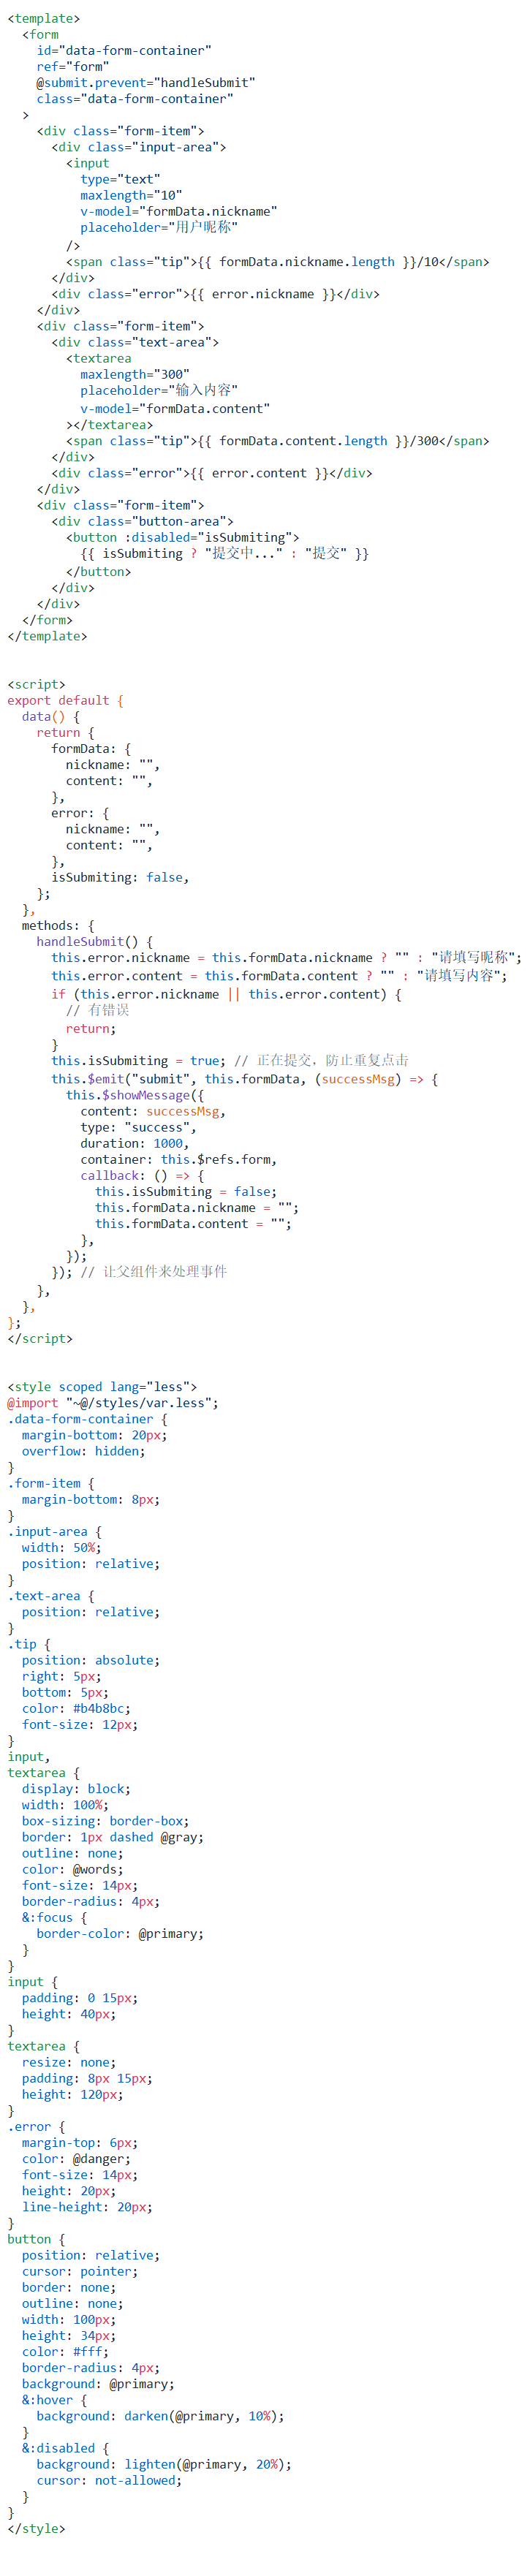 <template>
  <form
    id="data-form-container"
    ref="form"
    @submit.prevent="handleSubmit"
    class="data-form-container"
  >
    <div class="form-item">
      <div class="input-area">
        <input
          type="text"
          maxlength="10"
          v-model="formData.nickname"
          placeholder="用户昵称"
        />
        <span class="tip">{{ formData.nickname.length }}/10</span>
      </div>
      <div class="error">{{ error.nickname }}</div>
    </div>
    <div class="form-item">
      <div class="text-area">
        <textarea
          maxlength="300"
          placeholder="输入内容"
          v-model="formData.content"
        ></textarea>
        <span class="tip">{{ formData.content.length }}/300</span>
      </div>
      <div class="error">{{ error.content }}</div>
    </div>
    <div class="form-item">
      <div class="button-area">
        <button :disabled="isSubmiting">
          {{ isSubmiting ? "提交中..." : "提交" }}
        </button>
      </div>
    </div>
  </form>
</template>
<script>
export default {
  data() {
    return {
      formData: {
        nickname: "",
        content: "",
      },
      error: {
        nickname: "",
        content: "",
      },
      isSubmiting: false,
    };
  },
  methods: {
    handleSubmit() {
      this.error.nickname = this.formData.nickname ? "" : "请填写昵称";
      this.error.content = this.formData.content ? "" : "请填写内容";
      if (this.error.nickname || this.error.content) {
        // 有错误
        return;
      }
      this.isSubmiting = true; // 正在提交，防止重复点击
      this.$emit("submit", this.formData, (successMsg) => {
        this.$showMessage({
          content: successMsg,
          type: "success",
          duration: 1000,
          container: this.$refs.form,
          callback: () => {
            this.isSubmiting = false;
            this.formData.nickname = "";
            this.formData.content = "";
          },
        });
      }); // 让父组件来处理事件
    },
  },
};
</script>
<style scoped lang="less">
@import "~@/styles/var.less";
.data-form-container {
  margin-bottom: 20px;
  overflow: hidden;
}
.form-item {
  margin-bottom: 8px;
}
.input-area {
  width: 50%;
  position: relative;
}
.text-area {
  position: relative;
}
.tip {
  position: absolute;
  right: 5px;
  bottom: 5px;
  color: #b4b8bc;
  font-size: 12px;
}
input,
textarea {
  display: block;
  width: 100%;
  box-sizing: border-box;
  border: 1px dashed @gray;
  outline: none;
  color: @words;
  font-size: 14px;
  border-radius: 4px;
  &:focus {
    border-color: @primary;
  }
}
input {
  padding: 0 15px;
  height: 40px;
}
textarea {
  resize: none;
  padding: 8px 15px;
  height: 120px;
}
.error {
  margin-top: 6px;
  color: @danger;
  font-size: 14px;
  height: 20px;
  line-height: 20px;
}
button {
  position: relative;
  cursor: pointer;
  border: none;
  outline: none;
  width: 100px;
  height: 34px;
  color: #fff;
  border-radius: 4px;
  background: @primary;
  &:hover {
    background: darken(@primary, 10%);
  }
  &:disabled {
    background: lighten(@primary, 20%);
    cursor: not-allowed;
  }
}
</style>